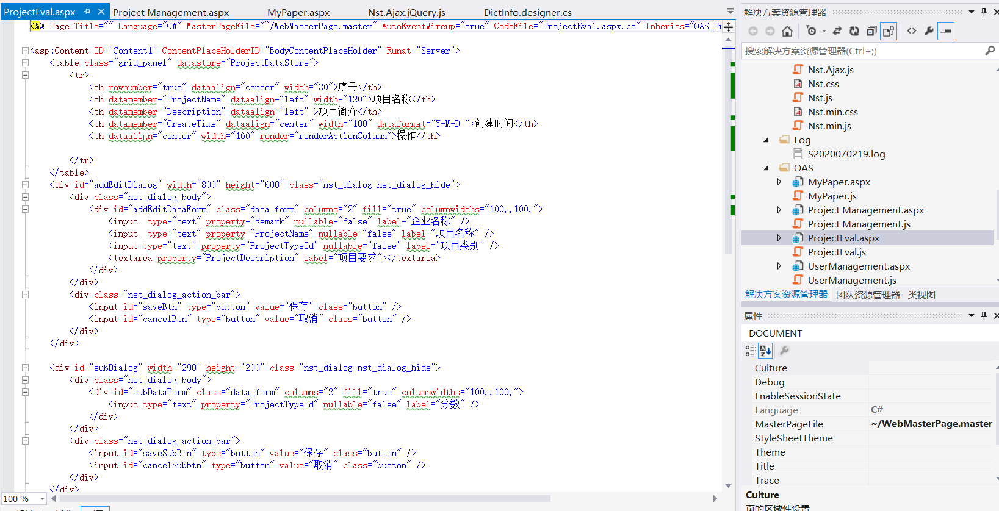 ProjectEval.aspx
Project Management.aspx
MyPaper.aspx
Nst.Ajax.jQuery.js
DictInfo.designer.cs
<%@ Page Title="" Language="C#" MasterPageFile="~/WebMasterPage.master" AutoEventWireup="true" CodeFile="ProjectEval.aspx.cs" Inherits="OAS_Pr
<asp:Content ID="Content1" ContentPlaceHolderID="BodyContentPlaceHolder" Runat="Server">
<table class="grid_panel" datastore="ProjectDataStore">
<tr>
<th rownumber="true" dataalign="center" width="30">序号</th>
<th datamember="ProjectName" dataalign="left" width="120">项目名称</th>
<th datamember="Description" dataalign="left" >项目简介</th>
<th datamember="CreateTime" dataalign="center" width="100" dataformat="Y-M-D ">创建时间</th>
<th dataalign="center" width="160" render="renderActionColumn">操作</th>
</tr>
</table>
<div id="addEditDialog" width="800" height="600" class="nst_dialog nst_dialog_hide">
<div class="nst_dialog_body">
<div id="addEditDataForm" class="data_form" columns="2" fill="true" columnwidths="100,,100,">
<input  type="text" property="Remark" nullable="false" label="企业名称" />
<input  type="text" property="ProjectName" nullable="false" label="项目名称" />
<input type="text" property="ProjectTypeId" nullable="false" label="项目类别" />
<textarea property="ProjectDescription" label="项目要求"></textarea>
</div>
</div>
<div class="nst_dialog_action_bar">
<input id="saveBtn" type="button" value="保存" class="button" />
<input id="cancelBtn" type="button" value="取消" class="button" />
</div>
</div>
<div id="subDialog" width="290" height="200" class="nst_dialog nst_dialog_hide">
<div class="nst_dialog_body">
<div id="subDataForm" class="data_form" columns="2" fill="true" columnwidths="100,,100,">
<input type="text" property="ProjectTypeId" nullable="false" label="分数" />
</div>
</div>
<div class="nst_dialog_action_bar">
<input id="saveSubBtn" type="button" value="保存" class="button" />
<input id="cancelSubBtn" type="button" value="取消" class="button" />
</div>
</div>
100 %
解决方案资源管理器
搜索解决方案资源管理器(Ctrl+;)
Nst.Ajax.js
Nst.css
Nst.js
Nst.min.css
Nst.min.js
Log
S2020070219.log
OAS
MyPaper.aspx
MyPaper.js
Project Management.aspx
Project Management.js
ProjectEval.aspx
ProjectEval.js
UserManagement.aspx
UserManagement.js
解决方案资源管理器 团队资源管理器 类视图
属性
DOCUMENT
Culture
Debug
EnableSessionState
Language C#
MasterPageFile ~/WebMasterPage.master
StyleSheetTheme
Theme
Title
Trace
Culture
页的区域性设置